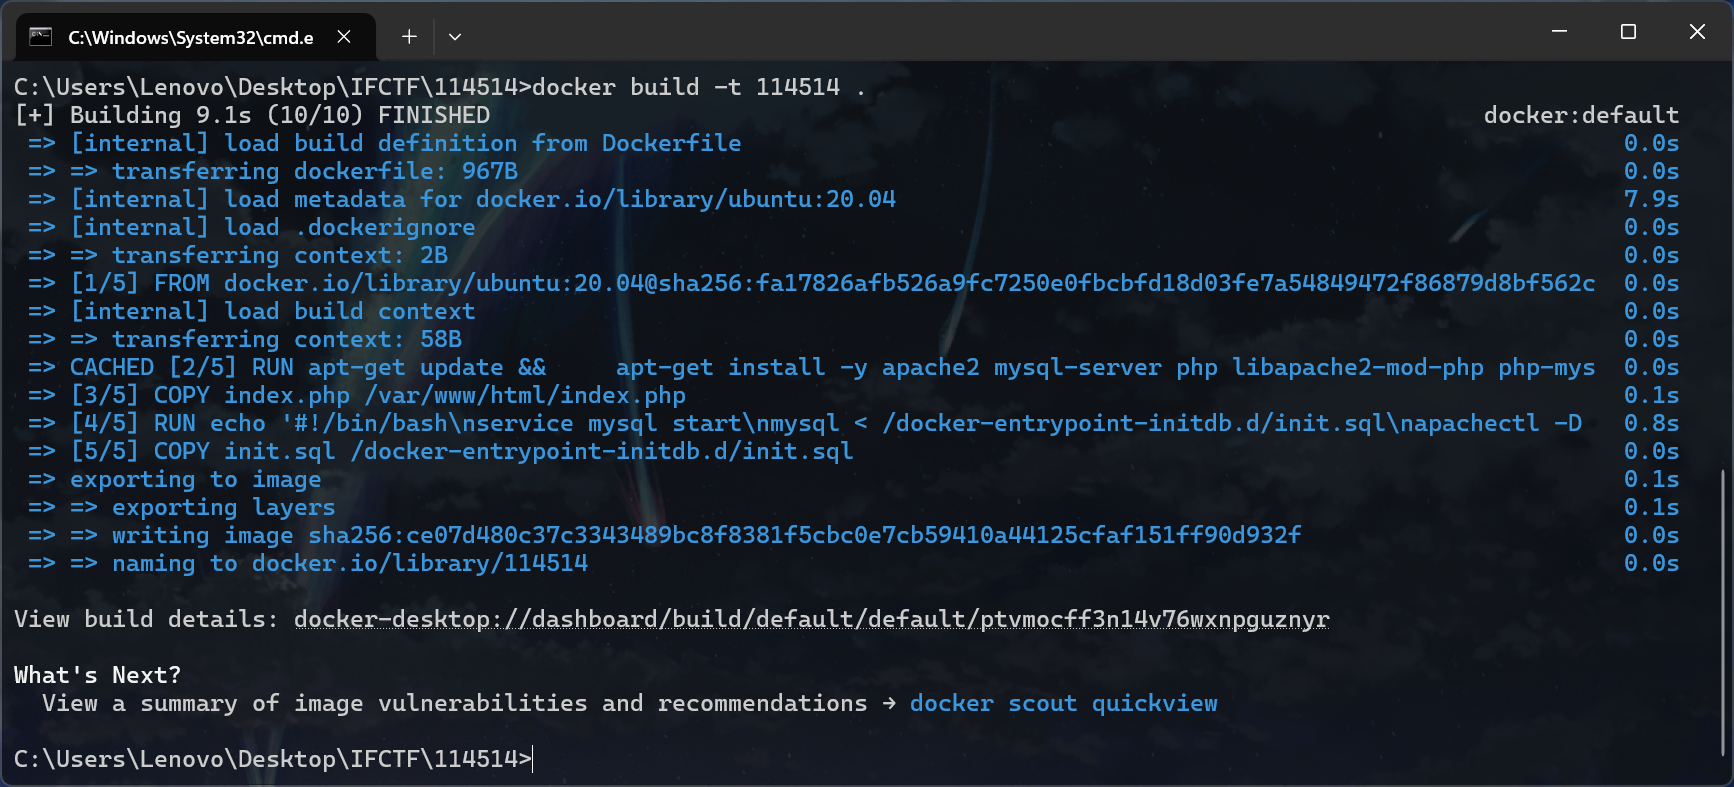 C:\Windows\System32\cmd.e
C:\Users\Lenovo\Desktop\IFCTF\114514>docker build -t 114514 .
[+] Building 9.1s (10/10) FINISHED docker:default
=> [internal] load build definition from Dockerfile 0.0s
=> => transferring dockerfile: 967B 0.0s
=> [internal] load metadata for docker.io/library/ubuntu:20.04 7.9s
=> [internal] load .dockerignore 0.0s
=> => transferring context: 2B 0.0s
=> [1/5] FROM docker.io/library/ubuntu:20.04@sha256:fa17826afb526a9fc7250e0fbcbfd18d03fe7a54849472f86879d8bf562c 0.0s
=> [internal] load build context 0.0s
=> => transferring context: 58B 0.0s
=> CACHED [2/5] RUN apt-get update &&     apt-get install -y apache2 mysql-server php libapache2-mod-php php-mys 0.0s
=> [3/5] COPY index.php /var/www/html/index.php 0.1s
=> [4/5] RUN echo '#!/bin/bash\nservice mysql start\nmysql < /docker-entrypoint-initdb.d/init.sql\napachectl -D 0.8s
=> [5/5] COPY init.sql /docker-entrypoint-initdb.d/init.sql 0.0s
=> exporting to image 0.1s
=> => exporting layers 0.1s
=> => writing image sha256:ce07d480c37c3343489bc8f8381f5cbc0e7cb59410a44125cfaf151ff90d932f 0.0s
=> => naming to docker.io/library/114514 0.0s
View build details: docker-desktop://dashboard/build/default/default/ptvmocff3n14v76wxnpguznyr
What's Next?
View a summary of image vulnerabilities and recommendations → docker scout quickview
C:\Users\Lenovo\Desktop\IFCTF\114514>